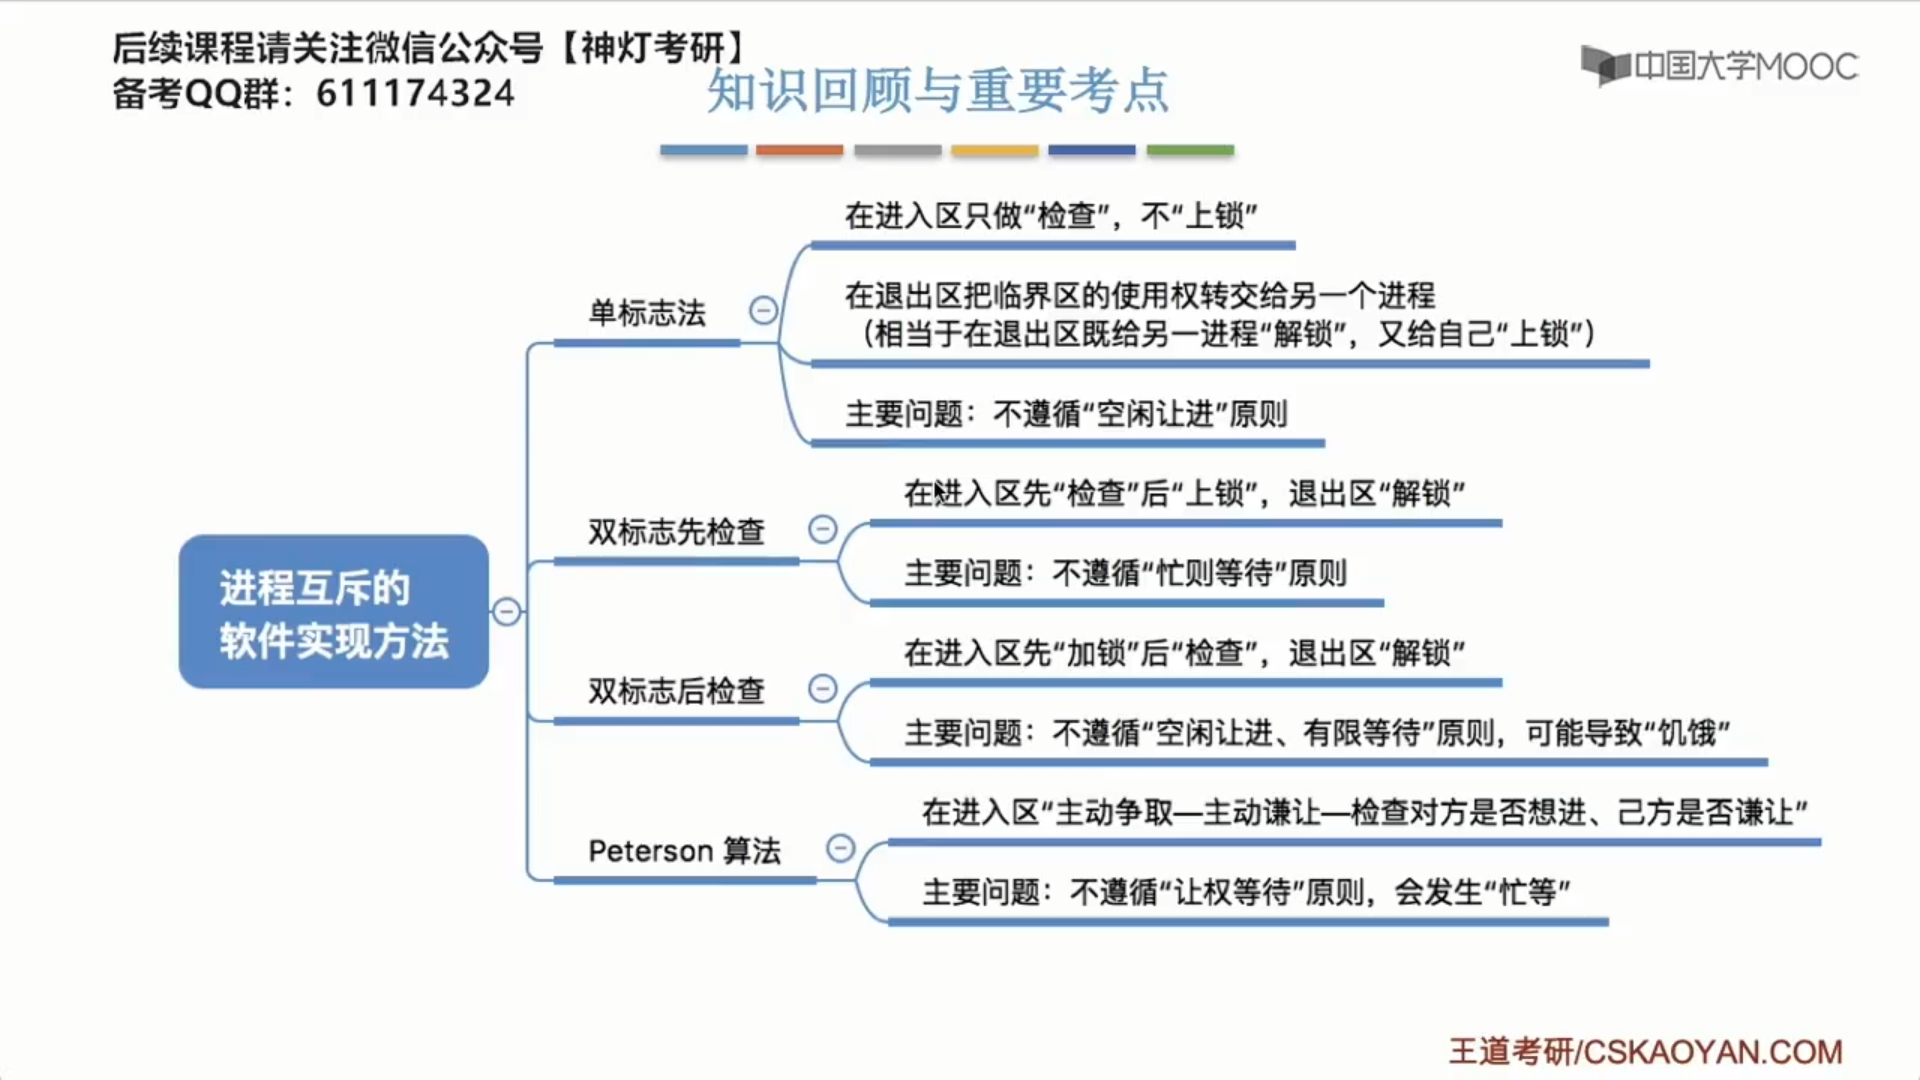 后续课程请关注微信公众号【神灯考研】
备考QQ群：611174324
知识回顾与重要考点
中国大学MOOC
进程互斥的
软件实现方法
单标志法
在进入区只做“检查”，不“上锁”
在退出区把临界区的使用权转交给另一个进程
（相当于在退出区既给另一进程“解锁”，又给自己“上锁”）
主要问题：不遵循“空闲让进”原则
双标志先检查
在进入区先“检查”后“上锁”，退出区“解锁”
主要问题：不遵循“忙则等待”原则
双标志后检查
在进入区先“加锁”后“检查”，退出区“解锁”
主要问题：不遵循“空闲让进、有限等待”原则，可能导致“饥饿”
Peterson 算法
在进入区“主动争取—主动谦让—检查对方是否想进、己方是否谦让”
主要问题：不遵循“让权等待”原则，会发生“忙等”
王道考研/CSKAOYAN.COM